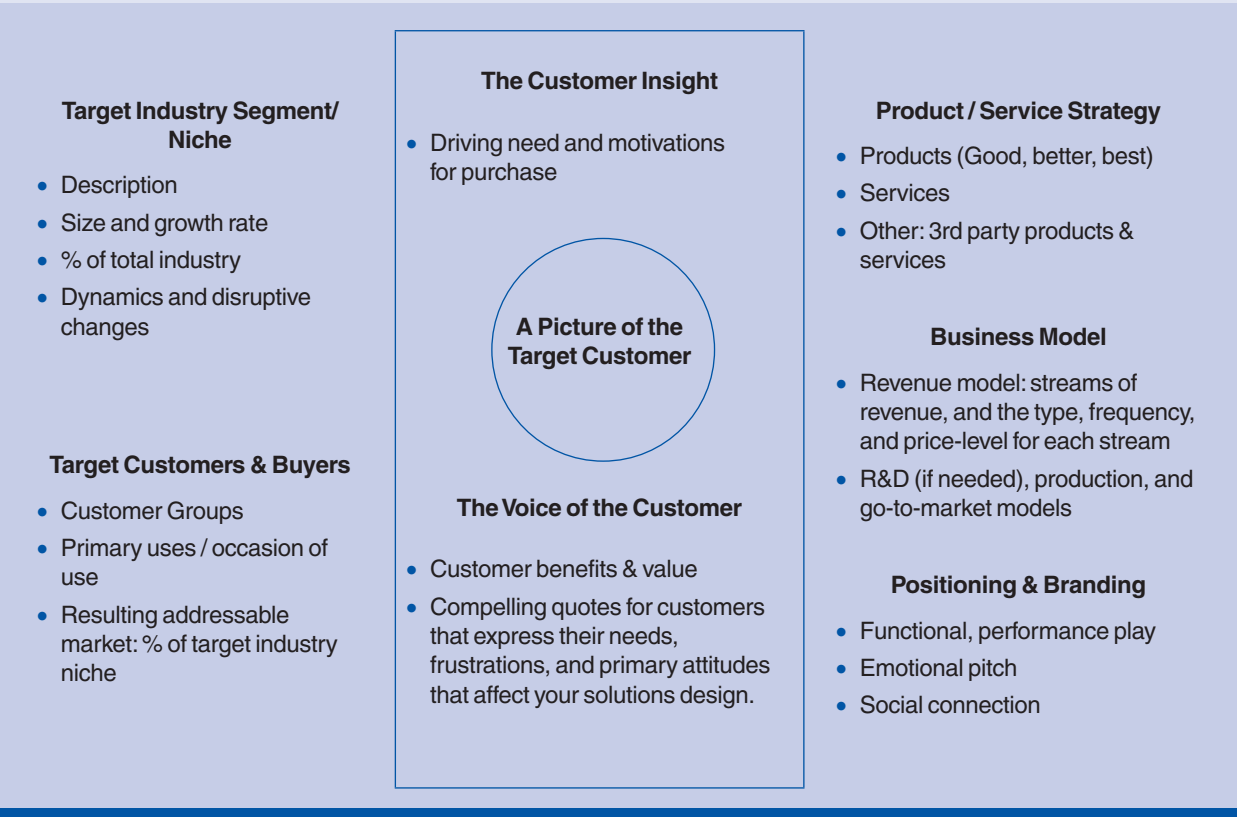 Target Industry Segment/
Niche
• Description
• Size and growth rate
• % of total industry
• Dynamics and disruptive
changes
Target Customers & Buyers
• Customer Groups
• Primary uses / occasion of
use
• Resulting addressable
market: % of target industry
niche
The Customer Insight
• Driving need and motivations
for purchase
A Picture of the
Target Customer
The Voice of the Customer
• Customer benefits & value
• Compelling quotes for customers
that express their needs,
frustrations, and primary attitudes
that affect your solutions design.
Product / Service Strategy
• Products (Good, better, best)
• Services
• Other: 3rd party products &
services
Business Model
• Revenue model: streams of
revenue, and the type, frequency,
and price-level for each stream
• R&D (if needed), production, and
go-to-market models
Positioning & Branding
• Functional, performance play
• Emotional pitch
• Social connection